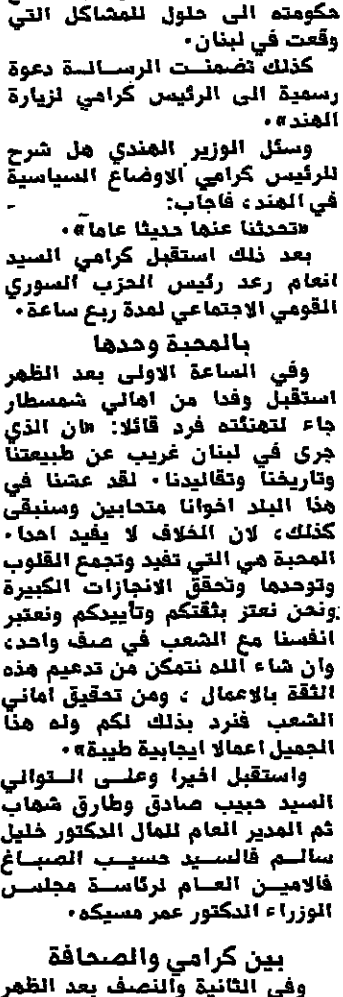 حكومته الى حلول للمشاكل التي
وقعت في لبنان.
كذلك تضمنت الرسالة دعوة
رسمية الى الرئيس كرامي لزيارة
الهند».
وسئل الوزير الهندي هل شرح
للرئيس كرامي الاوضاع السياسية
في الهند، فاجاب:
«تحدثنا عنها حديثا عاما».
بعد ذلك استقبل كرامي السيد
انعام رعد رئيس الحزب السوري
القومي الاجتماعي لمدة ربع ساعة.
بالمحبة وحدها
وفي الساعة الاولى بعد الظهر
استقبل وفدا من اهالي شمسطار
جاء لتهنئته فرد قائلا: «ان الذي
جرى في لبنان غريب عن طبيعتنا
وتاريخنا وتقاليدنا. لقد عشنا في
هذا البلد اخوانا متحابين وسنبقى
كذلك، لان الخلاف لا يفيد احدا.
المحبة هي التي تفيد وتجمع القلوب
وتوحدها وتحقق الانجازات الكبيرة
ونحن نعتز بثقتكم وتأييدكم ونعتبر
انفسنا مع الشعب في صف واحد،
وان شاء الله نتمكن من تدعيم هذه
الثقة بالاعمال ، ومن تحقيق اماني
الشعب فنرد بذلك لكم وله هذا
الجميل اعمالا ايجابية طيبة».
واستقبل اخيرا وعلى التوالي
السيد حبيب صادق وطارق شهاب
ثم المدير العام للمال الدكتور خليل
سالم فالسيد حسيب الصباغ
فالامين العام لرئاسة مجلس
الوزراء الدكتور عمر مسيكه.
بين كرامي والصحافة
وفي الثانية والنصف بعد الظهر